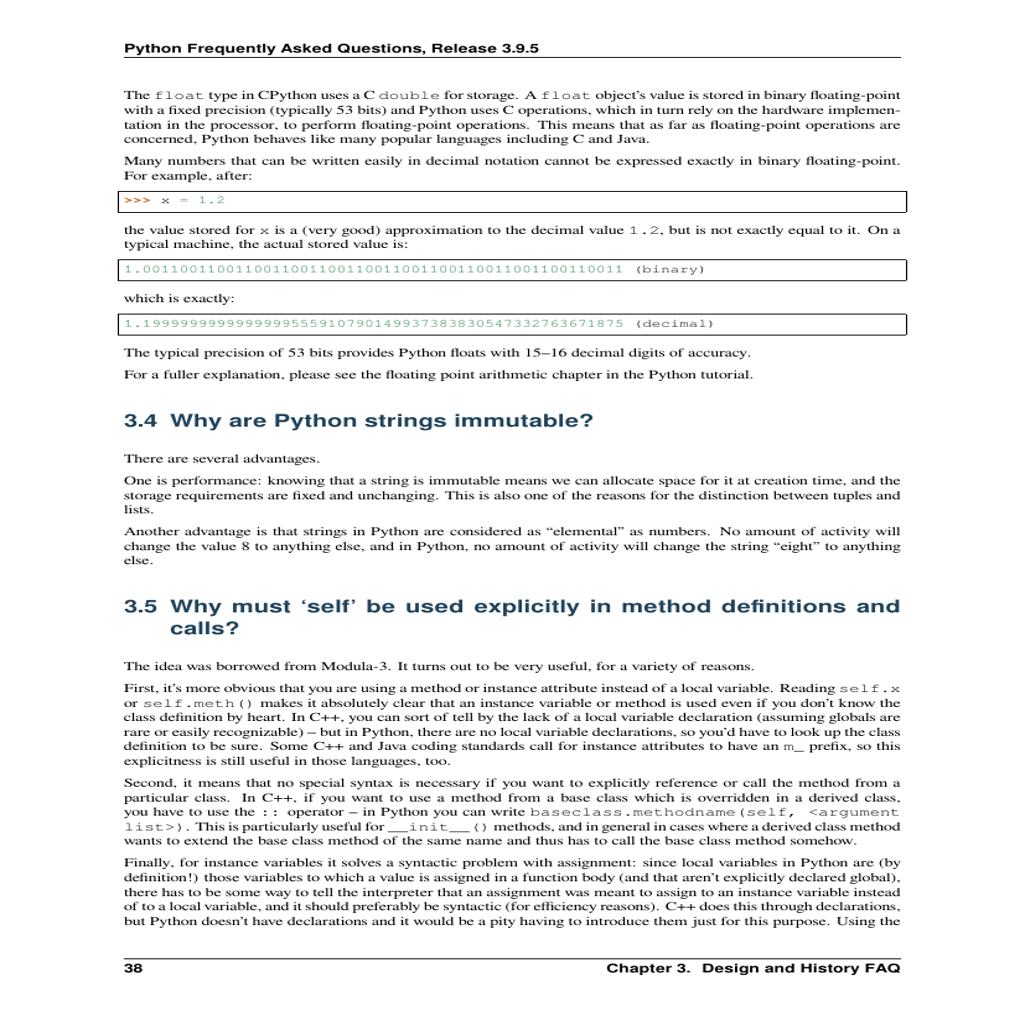 Python Frequently Asked Questions, Release 3.9.5
The float type in CPython uses a C double for storage. A float object's value is stored in binary floating-point
with a fixed precision (typically 53 bits) and Python uses C operations, which in turn rely on the hardware implemen-
tation in the processor, to perform floating-point operations. This means that as far as floating-point operations are
concerned, Python behaves like many popular languages including C and Java.
Many numbers that can be written easily in decimal notation cannot be expressed exactly in binary floating-point.
For example, after:
>>> x = 1.2
the value stored for x is a (very good) approximation to the decimal value 1.2, but is not exactly equal to it. On a
typical machine, the actual stored value is:
1.0011001100110011001100110011001100110011001100110011 (binary)
which is exactly:
1.1999999999999999555910790149937383830547332763671875 (decimal)
The typical precision of 53 bits provides Python floats with 15–16 decimal digits of accuracy.
For a fuller explanation, please see the floating point arithmetic chapter in the Python tutorial.
3.4 Why are Python strings immutable?
There are several advantages.
One is performance: knowing that a string is immutable means we can allocate space for it at creation time, and the
storage requirements are fixed and unchanging. This is also one of the reasons for the distinction between tuples and
lists.
Another advantage is that strings in Python are considered as “elemental” as numbers. No amount of activity will
change the value 8 to anything else, and in Python, no amount of activity will change the string “eight” to anything
else.
3.5 Why must ‘self’ be used explicitly in method definitions and
calls?
The idea was borrowed from Modula-3. It turns out to be very useful, for a variety of reasons.
First, it's more obvious that you are using a method or instance attribute instead of a local variable. Reading self.x
or self.meth() makes it absolutely clear that an instance variable or method is used even if you don't know the
class definition by heart. In C++, you can sort of tell by the lack of a local variable declaration (assuming globals are
rare or easily recognizable) – but in Python, there are no local variable declarations, so you'd have to look up the class
definition to be sure. Some C++ and Java coding standards call for instance attributes to have an m_ prefix, so this
explicitness is still useful in those languages, too.
Second, it means that no special syntax is necessary if you want to explicitly reference or call the method from a
particular class. In C++, if you want to use a method from a base class which is overridden in a derived class,
you have to use the :: operator – in Python you can write baseclass.methodname(self, <argument
list>). This is particularly useful for __init__() methods, and in general in cases where a derived class method
wants to extend the base class method of the same name and thus has to call the base class method somehow.
Finally, for instance variables it solves a syntactic problem with assignment: since local variables in Python are (by
definition!) those variables to which a value is assigned in a function body (and that aren't explicitly declared global),
there has to be some way to tell the interpreter that an assignment was meant to assign to an instance variable instead
of to a local variable, and it should preferably be syntactic (for efficiency reasons). C++ does this through declarations,
but Python doesn't have declarations and it would be a pity having to introduce them just for this purpose. Using the
38 Chapter 3. Design and History FAQ